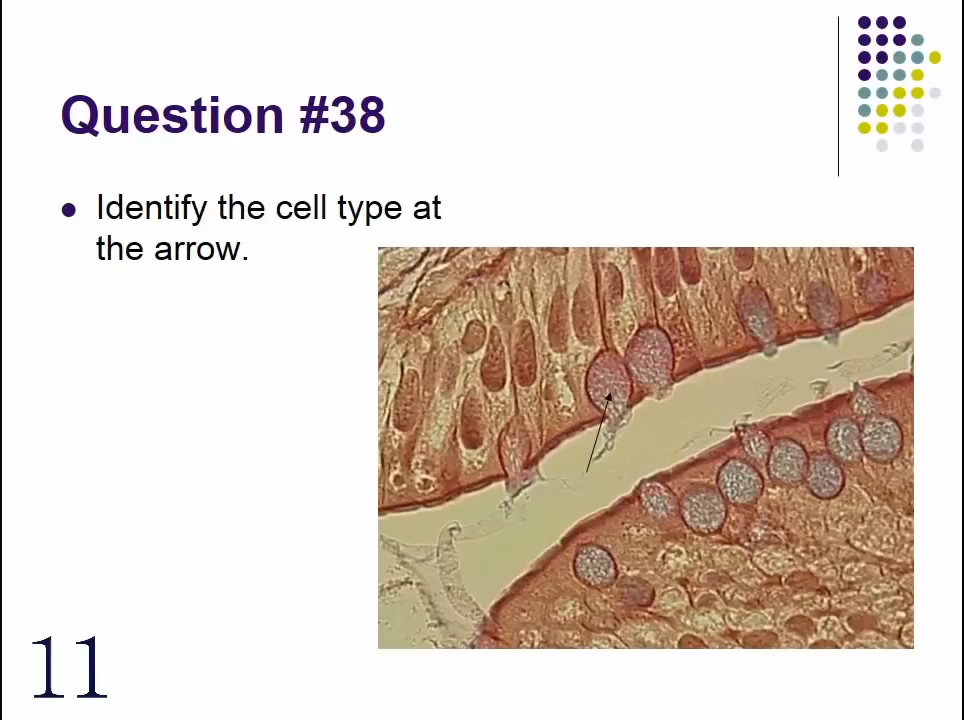 Question #38
Identify the cell type at
the arrow.
11